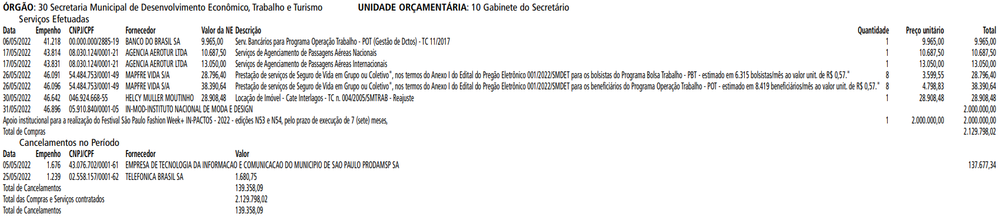 ÓRGÃO: 30 Secretaria Municipal de Desenvolvimento Econômico, Trabalho e Turismo UNIDADE ORÇAMENTÁRIA: 10 Gabinete do Secretário
Serviços Efetuadas
Data Empenho CNPJ/CPF Fornecedor Valor da NE Descrição Quantidade Preço unitário Total
06/05/2022 41.218 00.000.000/2885-19 BANCO DO BRASIL SA 9.965,00 Serv. Bancários para Programa Operação Trabalho - POT (Gestão de Dctos) - TC 11/2017 1 9.965,00 9.965,00
17/05/2022 43.814 08.030.124/0001-21 AGENCIA AEROTUR LTDA 10.687,50 Serviços de Agenciamento de Passagens Aéreas Nacionais 1 10.687,50 10.687,50
17/05/2022 43.831 08.030.124/0001-21 AGENCIA AEROTUR LTDA 13.050,00 Serviços de Agenciamento de Passagens Aéreas Internacionais 1 13.050,00 13.050,00
26/05/2022 46.091 54.484.753/0001-49 MAPFRE VIDA S/A 28.796,40 Prestação de serviços de Seguro de Vida em Grupo ou Coletivo", nos termos do Anexo I do Edital do Pregão Eletrônico 001/2022/SMDET para os bolsistas do Programa Bolsa Trabalho - PBT - estimado em 6.315 bolsistas/mês ao valor unit. de R$ 0,57." 8 3.599,55 28.796,40
26/05/2022 46.096 54.484.753/0001-49 MAPFRE VIDA S/A 38.390,64 Prestação de serviços de Seguro de Vida em Grupo ou Coletivo", nos termos do Anexo I do Edital do Pregão Eletrônico 001/2022/SMDET para os beneficiários do Programa Operação Trabalho - POT - estimado em 8.419 beneficiários/mês ao valor unit. de R$ 0,57." 8 4.798,83 38.390,64
30/05/2022 46.642 046.924.668-55 HELCY MULLER MOUTINHO 28.908,48 Locação de Imóvel - Cate Interlagos - TC n. 004/2005/SMTRAB - Reajuste 1 28.908,48 28.908,48
31/05/2022 46.896 05.910.840/0001-05 IN-MOD-INSTITUTO NACIONAL DE MODA E DESIGN 2.000.000,00
Apoio institucional para a realização do Festival São Paulo Fashion Week+ IN-PACTOS - 2022 - edições N53 e N54, pelo prazo de execução de 7 (sete) meses, 1 2.000.000,00 2.000.000,00
Total de Compras 2.129.798,02
Cancelamentos no Período
Data Empenho CNPJ/CPF Fornecedor Valor
05/05/2022 1.676 43.076.702/0001-61 EMPRESA DE TECNOLOGIA DA INFORMACAO E COMUNICACAO DO MUNICIPIO DE SAO PAULO PRODAMSP SA 137.677,34
25/05/2022 1.239 02.558.157/0001-62 TELEFONICA BRASIL SA 1.680,75
Total de Cancelamentos 139.358,09
Total das Compras e Serviços contratados 2.129.798,02
Total de Cancelamentos 139.358,09